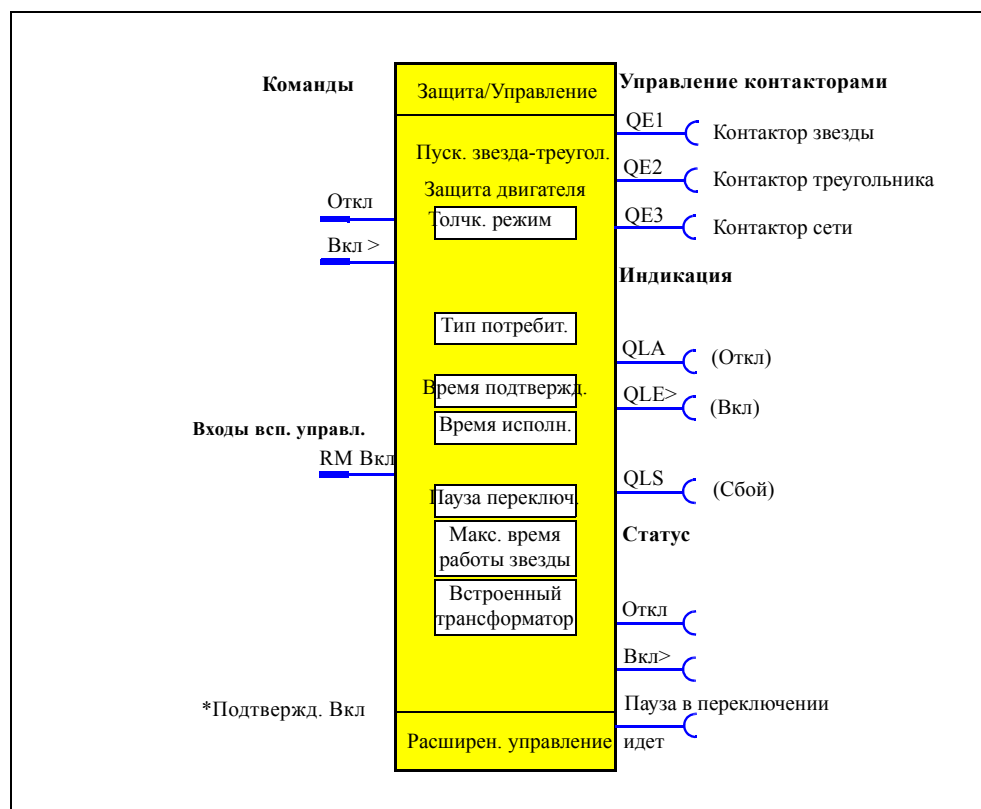 Команды
Защита/Управление
Управление контакторами
QE1
Контактор звезды
Пуск. звезда-треугол.
QE2
Контактор треугольника
Защита двигателя
Откл
Толчк. режим
QE3
Контактор сети
Вкл >
Индикация
Тип потребит.
QLA
(Откл)
Время подтвержд.
QLE>
(Вкл)
Время исполн.
Входы всп. управл.
RM Вкл
QLS
(Сбой)
Пауза переключ.
Макс. время
работы звезды
Статус
Встроенный
трансформатор
Откл
Вкл>
*Подтвержд. Вкл
Пауза в переключении
идет
Расширен. управление